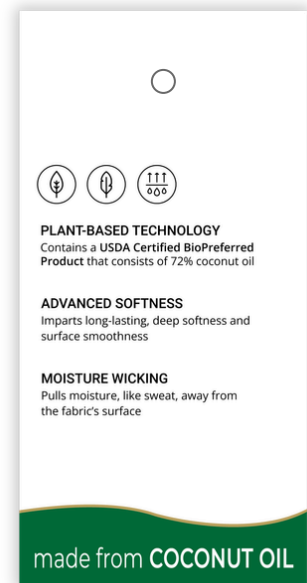 PLANT-BASED TECHNOLOGY
Contains a USDA Certified BioPreferred
Product that consists of 72% coconut oil
ADVANCED SOFTNESS
Imparts long-lasting, deep softness and
surface smoothness
MOISTURE WICKING
Pulls moisture, like sweat, away from
the fabric's surface
made from COCONUT OIL